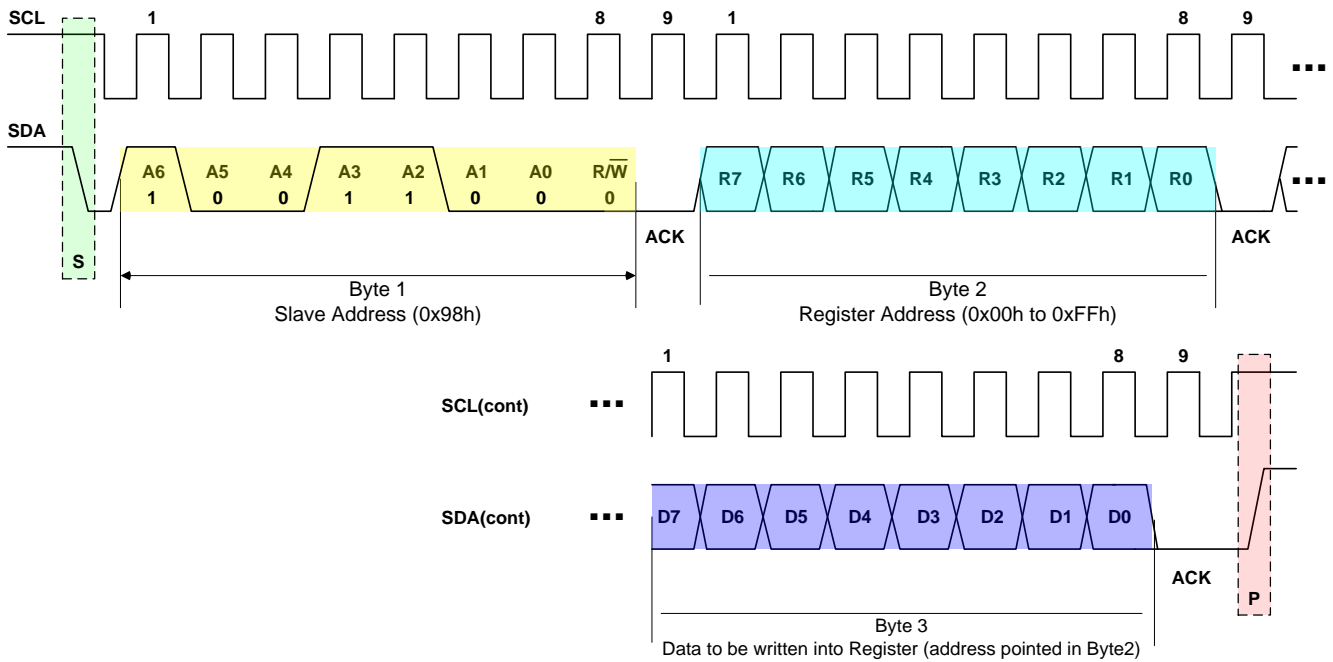 SCL 1 8 9 1 8 9
...
SDA
A6 A5 A4 A3 A2 A1 A0 R/W̅ R7 R6 R5 R4 R3 R2 R1 R0
...
1 0 0 1 1 0 0 0
ACK ACK
S
Byte 1 Byte 2
Slave Address (0x98h) Register Address (0x00h to 0xFFh)
1 8 9
SCL(cont) ...
SDA(cont) ... D7 D6 D5 D4 D3 D2 D1 D0
ACK
P
Byte 3
Data to be written into Register (address pointed in Byte2)